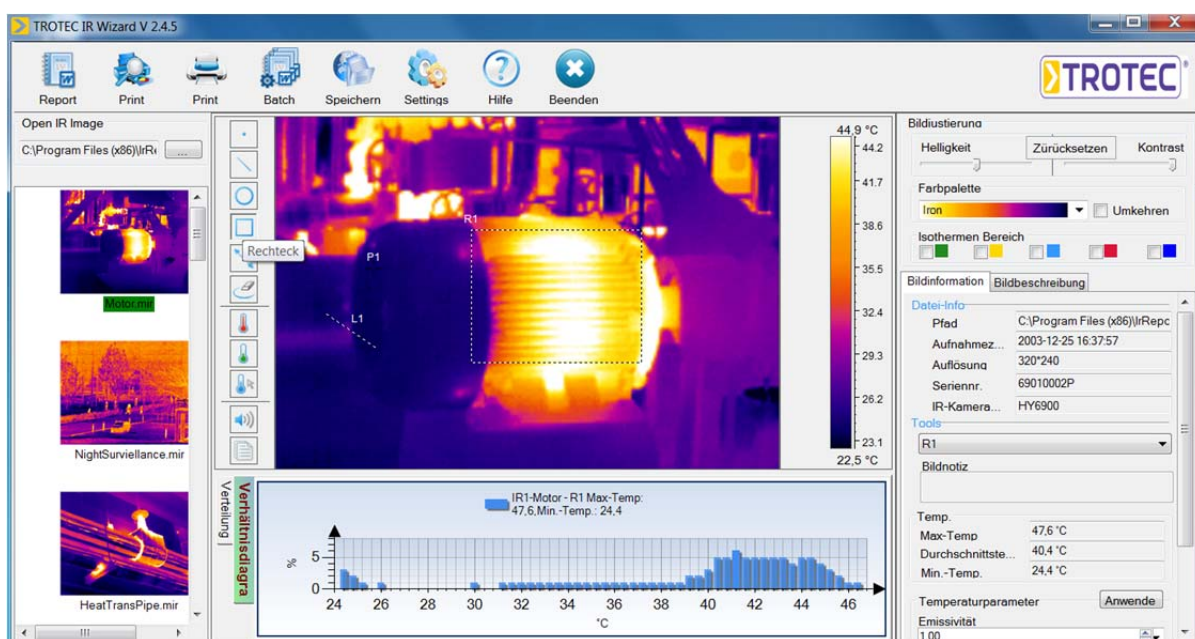 TROTEC IR Wizard V 2.4.5
Report Print Print Batch Speichern Settings Hilfe Beenden
TROTEC
Open IR Image
C:\Program Files (x86)\IrRe ...
Motor.mir
NightSurviellance.mir
HeatTransPipe.mir
Rechteck
R1
P1
L1
44,9 °C
44.2
41.7
38.6
35.5
32.4
29.3
26.2
23.1
22,5 °C
Verteilung
Verhältnisdiagra
IR1-Motor - R1 Max-Temp:
47,6,Min.-Temp.: 24,4
%
5
0
24 26 28 30 32 34 36 38 40 42 44 46
°C
Bildjustierung
Helligkeit Zürücksetzen Kontrast
Farbpalette
Iron Umkehren
Isothermen Bereich
Bildinformation Bildbeschreibung
Datei-Info
Pfad C:\Program Files (x86)\IrRepc
Aufnahmez... 2003-12-25 16:37:57
Auflösung 320*240
Seriennr. 69010002P
IR-Kamera... HY6900
Tools
R1
Bildnotiz
Temp.
Max-Temp 47,6 °C
Durchschnittste... 40,4 °C
Min.-Temp. 24,4 °C
Temperaturparameter Anwende
Emissivität
1.00